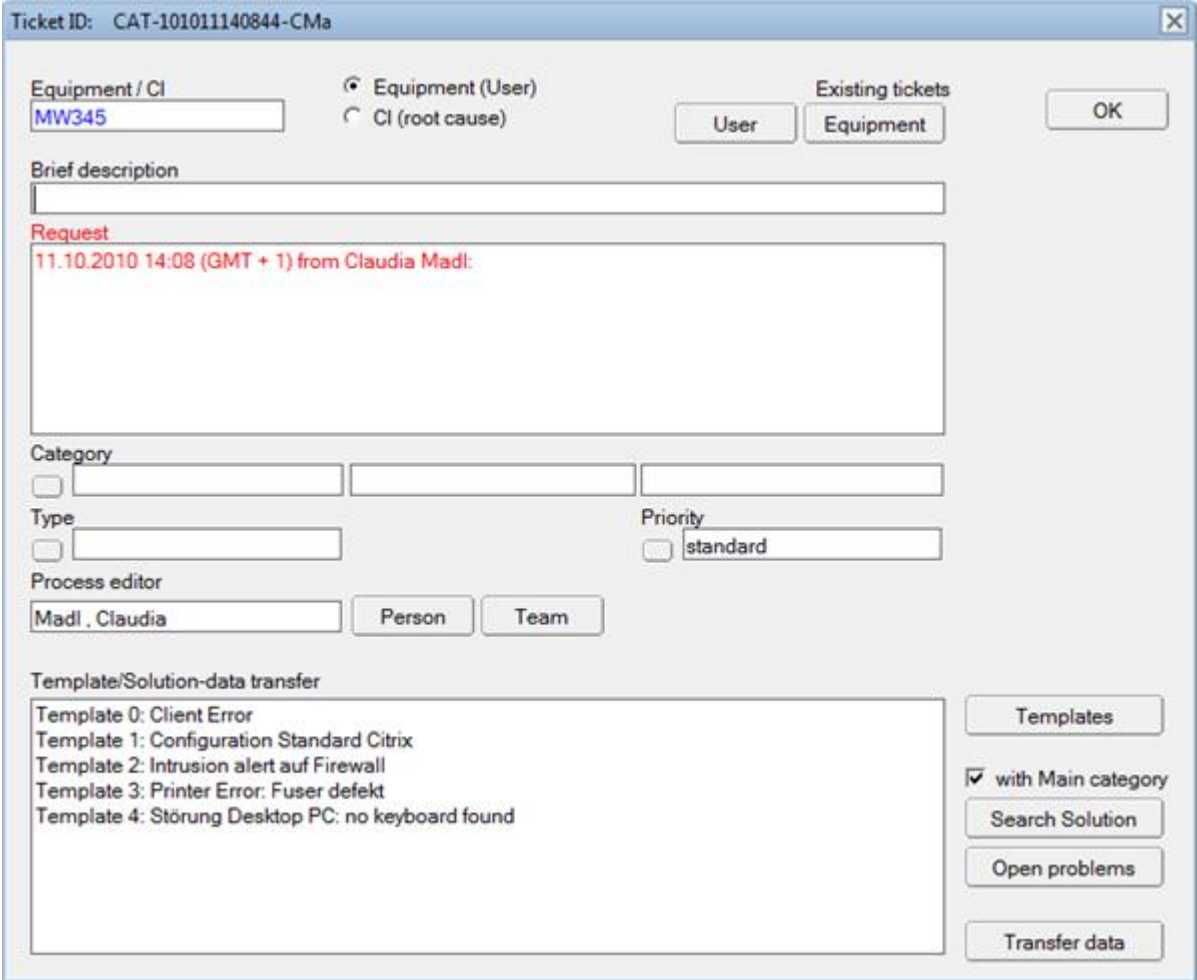 Ticket ID: CAT-101011140844-CMa
Equipment / CI
Equipment (User)
Existing tickets
MW345
CI (root cause)
User
Equipment
OK
Brief description
Request
11.10.2010 14:08 (GMT + 1) from Claudia Madl:
Category
Type
Priority
standard
Process editor
Madl , Claudia
Person
Team
Template/Solution-data transfer
Template 0: Client Error
Template 1: Configuration Standard Citrix
Template 2: Intrusion alert auf Firewall
Template 3: Printer Error: Fuser defekt
Template 4: Störung Desktop PC: no keyboard found
Templates
with Main category
Search Solution
Open problems
Transfer data